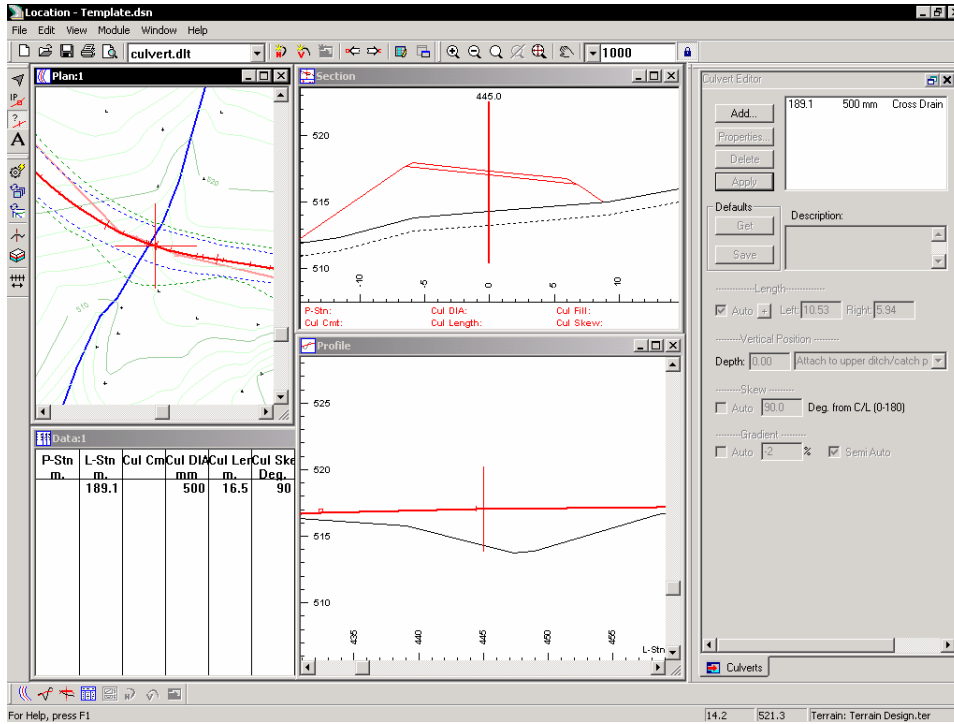 Location - Template.dsn
File Edit View Module Window Help
culvert.dlt
1000
Plan:1
520
510
Section
445.0
520
515
510
-10 -5 0 5 10
P-Stn: Cul DIA: Cul Fill:
Cul Cmt: Cul Length: Cul Skew:
Profile
525
520
515
510
435 440 445 450 455
L-Stn
Data:1
P-Stn L-Stn Cul Cm Cul DIA Cul Len Cul Ske
m. m. mm m. Deg.
189.1 500 16.5 90
Culvert Editor
Add...
Properties...
Delete
Apply
189.1 500 mm Cross Drain
Defaults
Get
Save
Description:
Length
Auto + Left: 10.53 Right: 5.94
Vertical Position
Depth: 0.00 Attach to upper ditch/catch p
Skew
Auto 90.0 Deg. from C/L (0-180)
Gradient
Auto -2 % Semi Auto
Culverts
For Help, press F1
14.2 521.3 Terrain: Terrain Design.ter